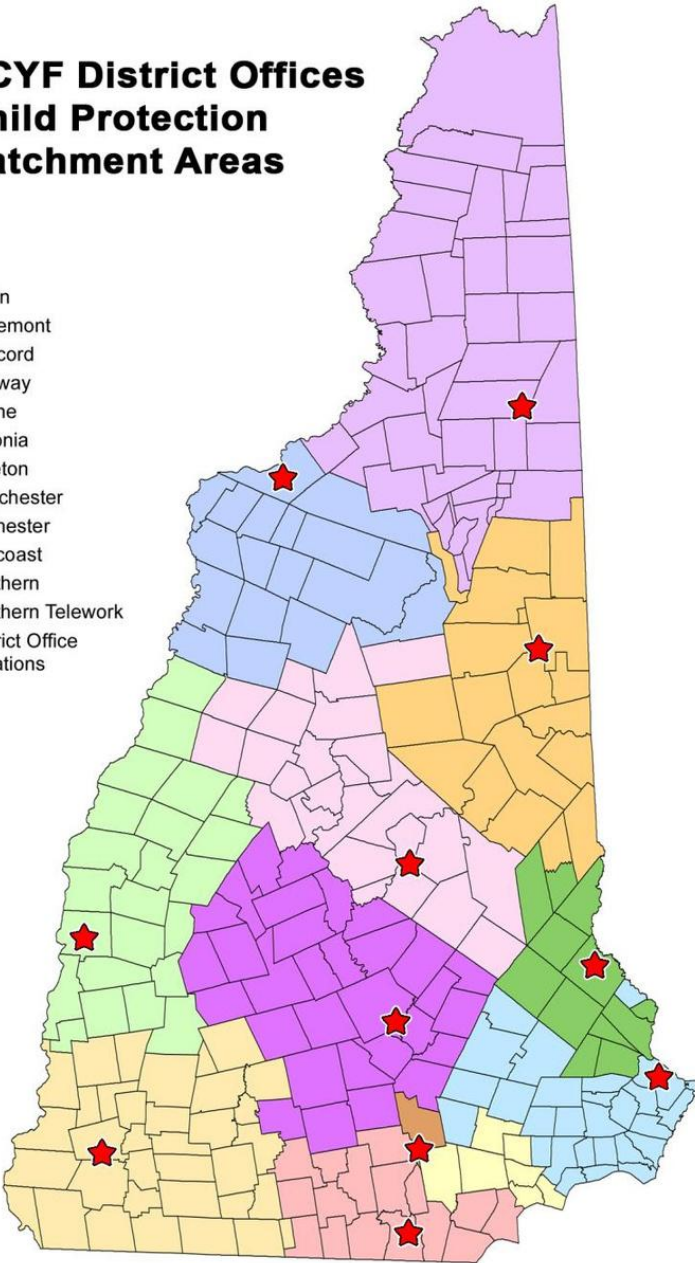 CYF District Offices
hild Protection
atchment Areas
n
emont
cord
way
ne
onia
eton
chester
hester
coast
thern
thern Telework
rict Office
ations